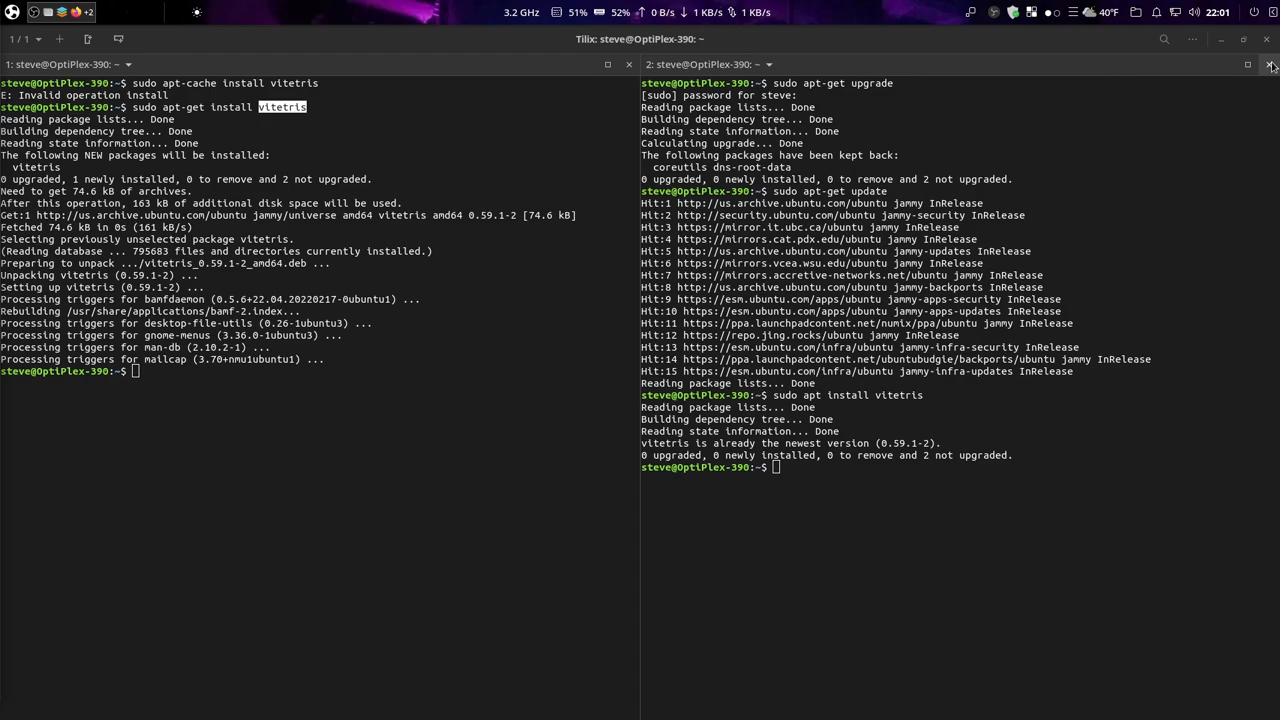 3.2 GHz 51% 52% 0 B/s 1 KB/s 1 KB/s
+2
40°F
22:01
1 / 1
Tilix: steve@OptiPlex-390: ~
1: steve@OptiPlex-390: ~
steve@OptiPlex-390:~$ sudo apt-cache install vitetris
E: Invalid operation install
steve@OptiPlex-390:~$ sudo apt-get install vitetris
Reading package lists... Done
Building dependency tree... Done
Reading state information... Done
The following NEW packages will be installed:
vitetris
0 upgraded, 1 newly installed, 0 to remove and 2 not upgraded.
Need to get 74.6 kB of archives.
After this operation, 163 kB of additional disk space will be used.
Get:1 http://us.archive.ubuntu.com/ubuntu jammy/universe amd64 vitetris amd64 0.59.1-2 [74.6 kB]
Fetched 74.6 kB in 0s (161 kB/s)
Selecting previously unselected package vitetris.
(Reading database ... 795683 files and directories currently installed.)
Preparing to unpack .../vitetris_0.59.1-2_amd64.deb ...
Unpacking vitetris (0.59.1-2) ...
Setting up vitetris (0.59.1-2) ...
Processing triggers for bamfdaemon (0.5.6+22.04.20220217-0ubuntu1) ...
Rebuilding /usr/share/applications/bamf-2.index...
Processing triggers for desktop-file-utils (0.26-1ubuntu3) ...
Processing triggers for gnome-menus (3.36.0-1ubuntu3) ...
Processing triggers for man-db (2.10.2-1) ...
Processing triggers for mailcap (3.70+nmu1ubuntu1) ...
steve@OptiPlex-390:~$
2: steve@OptiPlex-390: ~
steve@OptiPlex-390:~$ sudo apt-get upgrade
[sudo] password for steve:
Reading package lists... Done
Building dependency tree... Done
Reading state information... Done
Calculating upgrade... Done
The following packages have been kept back:
coreutils dns-root-data
0 upgraded, 0 newly installed, 0 to remove and 2 not upgraded.
steve@OptiPlex-390:~$ sudo apt-get update
Hit:1 http://us.archive.ubuntu.com/ubuntu jammy InRelease
Hit:2 http://security.ubuntu.com/ubuntu jammy-security InRelease
Hit:3 https://mirror.it.ubc.ca/ubuntu jammy InRelease
Hit:4 https://mirrors.cat.pdx.edu/ubuntu jammy InRelease
Hit:5 http://us.archive.ubuntu.com/ubuntu jammy-updates InRelease
Hit:6 https://mirrors.vcea.wsu.edu/ubuntu jammy InRelease
Hit:7 https://mirrors.accretive-networks.net/ubuntu jammy InRelease
Hit:8 http://us.archive.ubuntu.com/ubuntu jammy-backports InRelease
Hit:9 https://esm.ubuntu.com/apps/ubuntu jammy-apps-security InRelease
Hit:10 https://esm.ubuntu.com/apps/ubuntu jammy-apps-updates InRelease
Hit:11 https://ppa.launchpadcontent.net/numix/ppa/ubuntu jammy InRelease
Hit:12 https://repo.jing.rocks/ubuntu jammy InRelease
Hit:13 https://esm.ubuntu.com/infra/ubuntu jammy-infra-security InRelease
Hit:14 https://ppa.launchpadcontent.net/ubuntubudgie/backports/ubuntu jammy InRelease
Hit:15 https://esm.ubuntu.com/infra/ubuntu jammy-infra-updates InRelease
Reading package lists... Done
steve@OptiPlex-390:~$ sudo apt install vitetris
Reading package lists... Done
Building dependency tree... Done
Reading state information... Done
vitetris is already the newest version (0.59.1-2).
0 upgraded, 0 newly installed, 0 to remove and 2 not upgraded.
steve@OptiPlex-390:~$